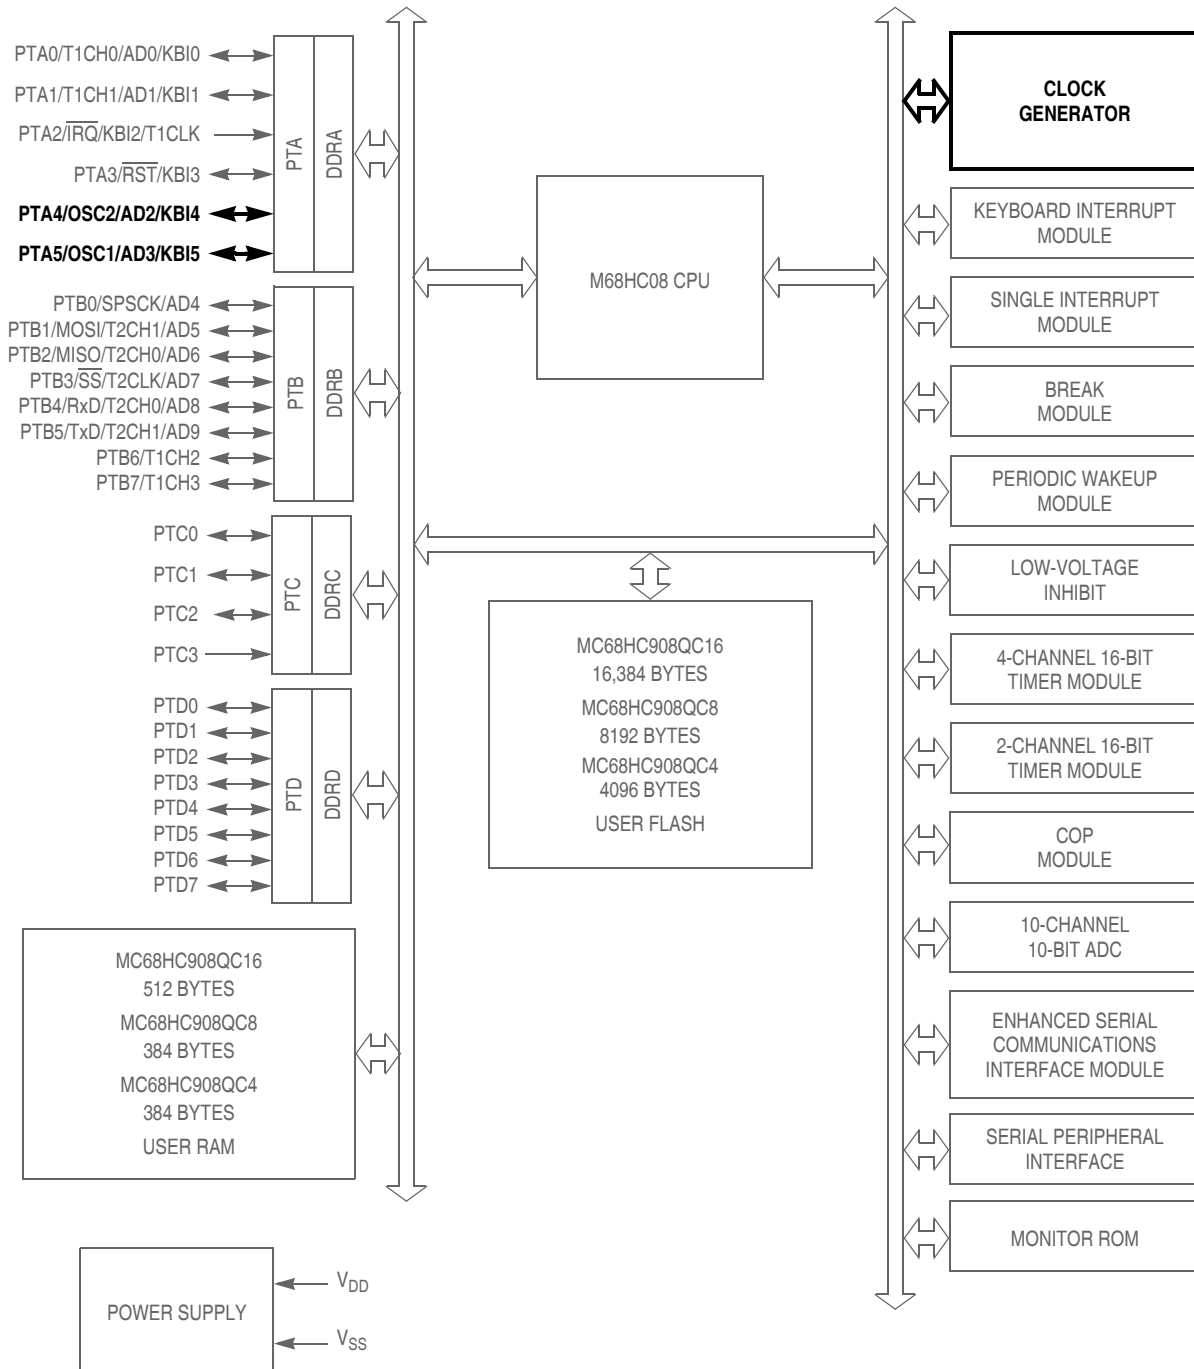 PTA0/T1CH0/AD0/KBI0
PTA1/T1CH1/AD1/KBI1
PTA2/IRQ/KBI2/T1CLK
PTA3/RST/KBI3
PTA4/OSC2/AD2/KBI4
PTA5/OSC1/AD3/KBI5
PTA
DDRA
PTB0/SPSCK/AD4
PTB1/MOSI/T2CH1/AD5
PTB2/MISO/T2CH0/AD6
PTB3/SS/T2CLK/AD7
PTB4/RxD/T2CH0/AD8
PTB5/TxD/T2CH1/AD9
PTB6/T1CH2
PTB7/T1CH3
PTB
DDRB
PTC0
PTC1
PTC2
PTC3
PTC
DDRC
PTD0
PTD1
PTD2
PTD3
PTD4
PTD5
PTD6
PTD7
PTD
DDRD
MC68HC908QC16
512 BYTES
MC68HC908QC8
384 BYTES
MC68HC908QC4
384 BYTES
USER RAM
POWER SUPPLY
VDD
VSS
M68HC08 CPU
MC68HC908QC16
16,384 BYTES
MC68HC908QC8
8192 BYTES
MC68HC908QC4
4096 BYTES
USER FLASH
CLOCK
GENERATOR
KEYBOARD INTERRUPT
MODULE
SINGLE INTERRUPT
MODULE
BREAK
MODULE
PERIODIC WAKEUP
MODULE
LOW-VOLTAGE
INHIBIT
4-CHANNEL 16-BIT
TIMER MODULE
2-CHANNEL 16-BIT
TIMER MODULE
COP
MODULE
10-CHANNEL
10-BIT ADC
ENHANCED SERIAL
COMMUNICATIONS
INTERFACE MODULE
SERIAL PERIPHERAL
INTERFACE
MONITOR ROM